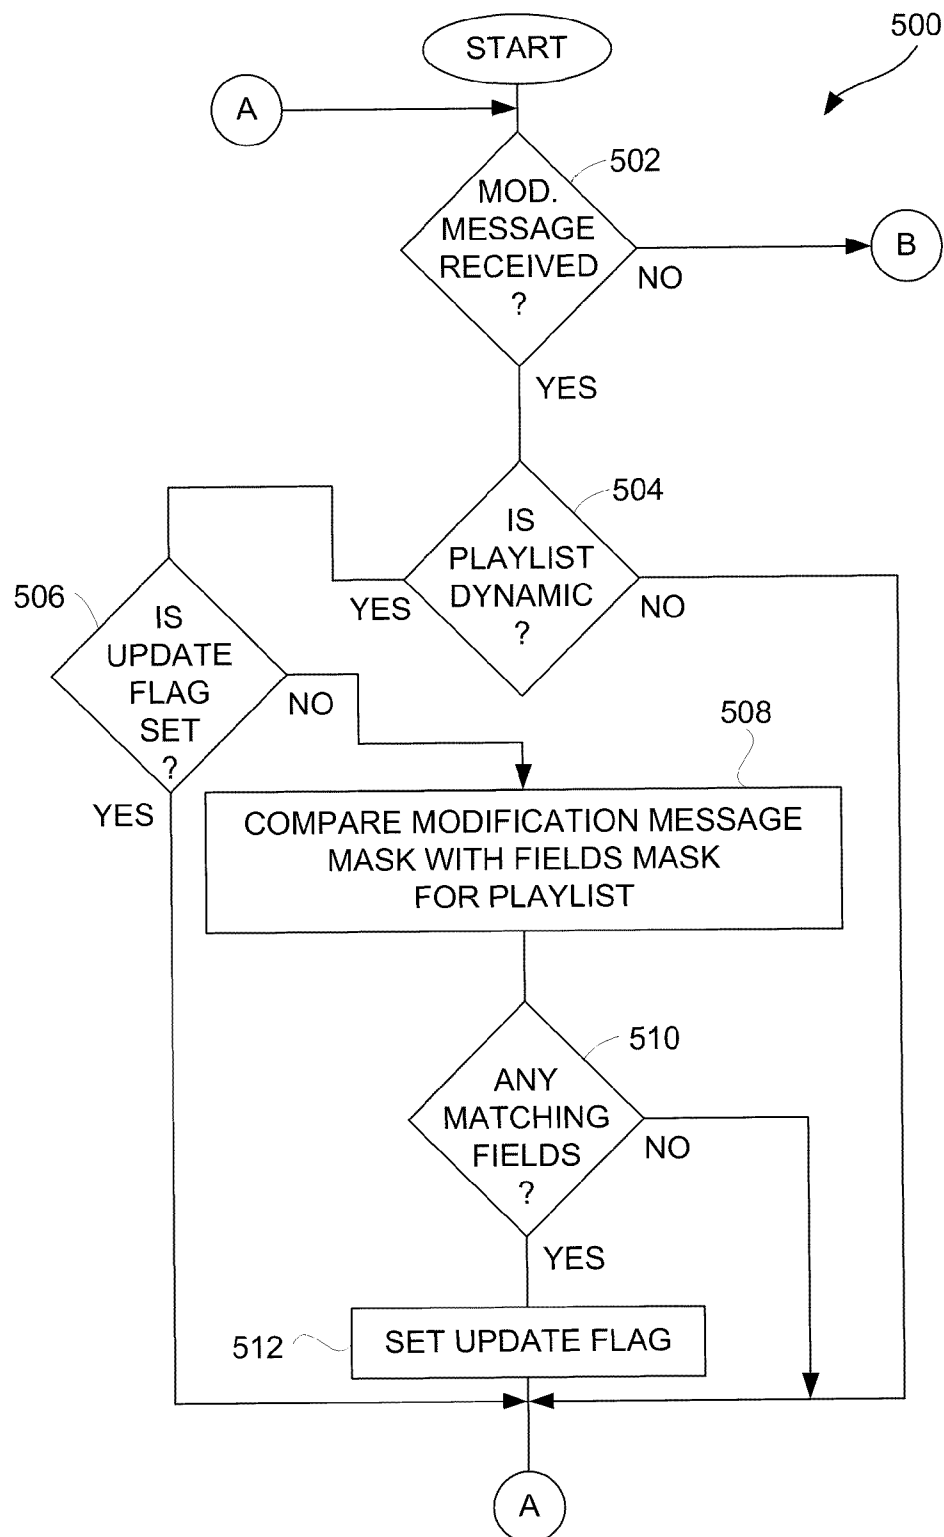 START
500
A
502
MOD.
MESSAGE
RECEIVED
?
NO
B
YES
504
IS
PLAYLIST
DYNAMIC
?
YES
NO
506
IS
UPDATE
FLAG
SET
?
NO
YES
508
COMPARE MODIFICATION MESSAGE
MASK WITH FIELDS MASK
FOR PLAYLIST
510
ANY
MATCHING
FIELDS
?
NO
YES
512
SET UPDATE FLAG
A